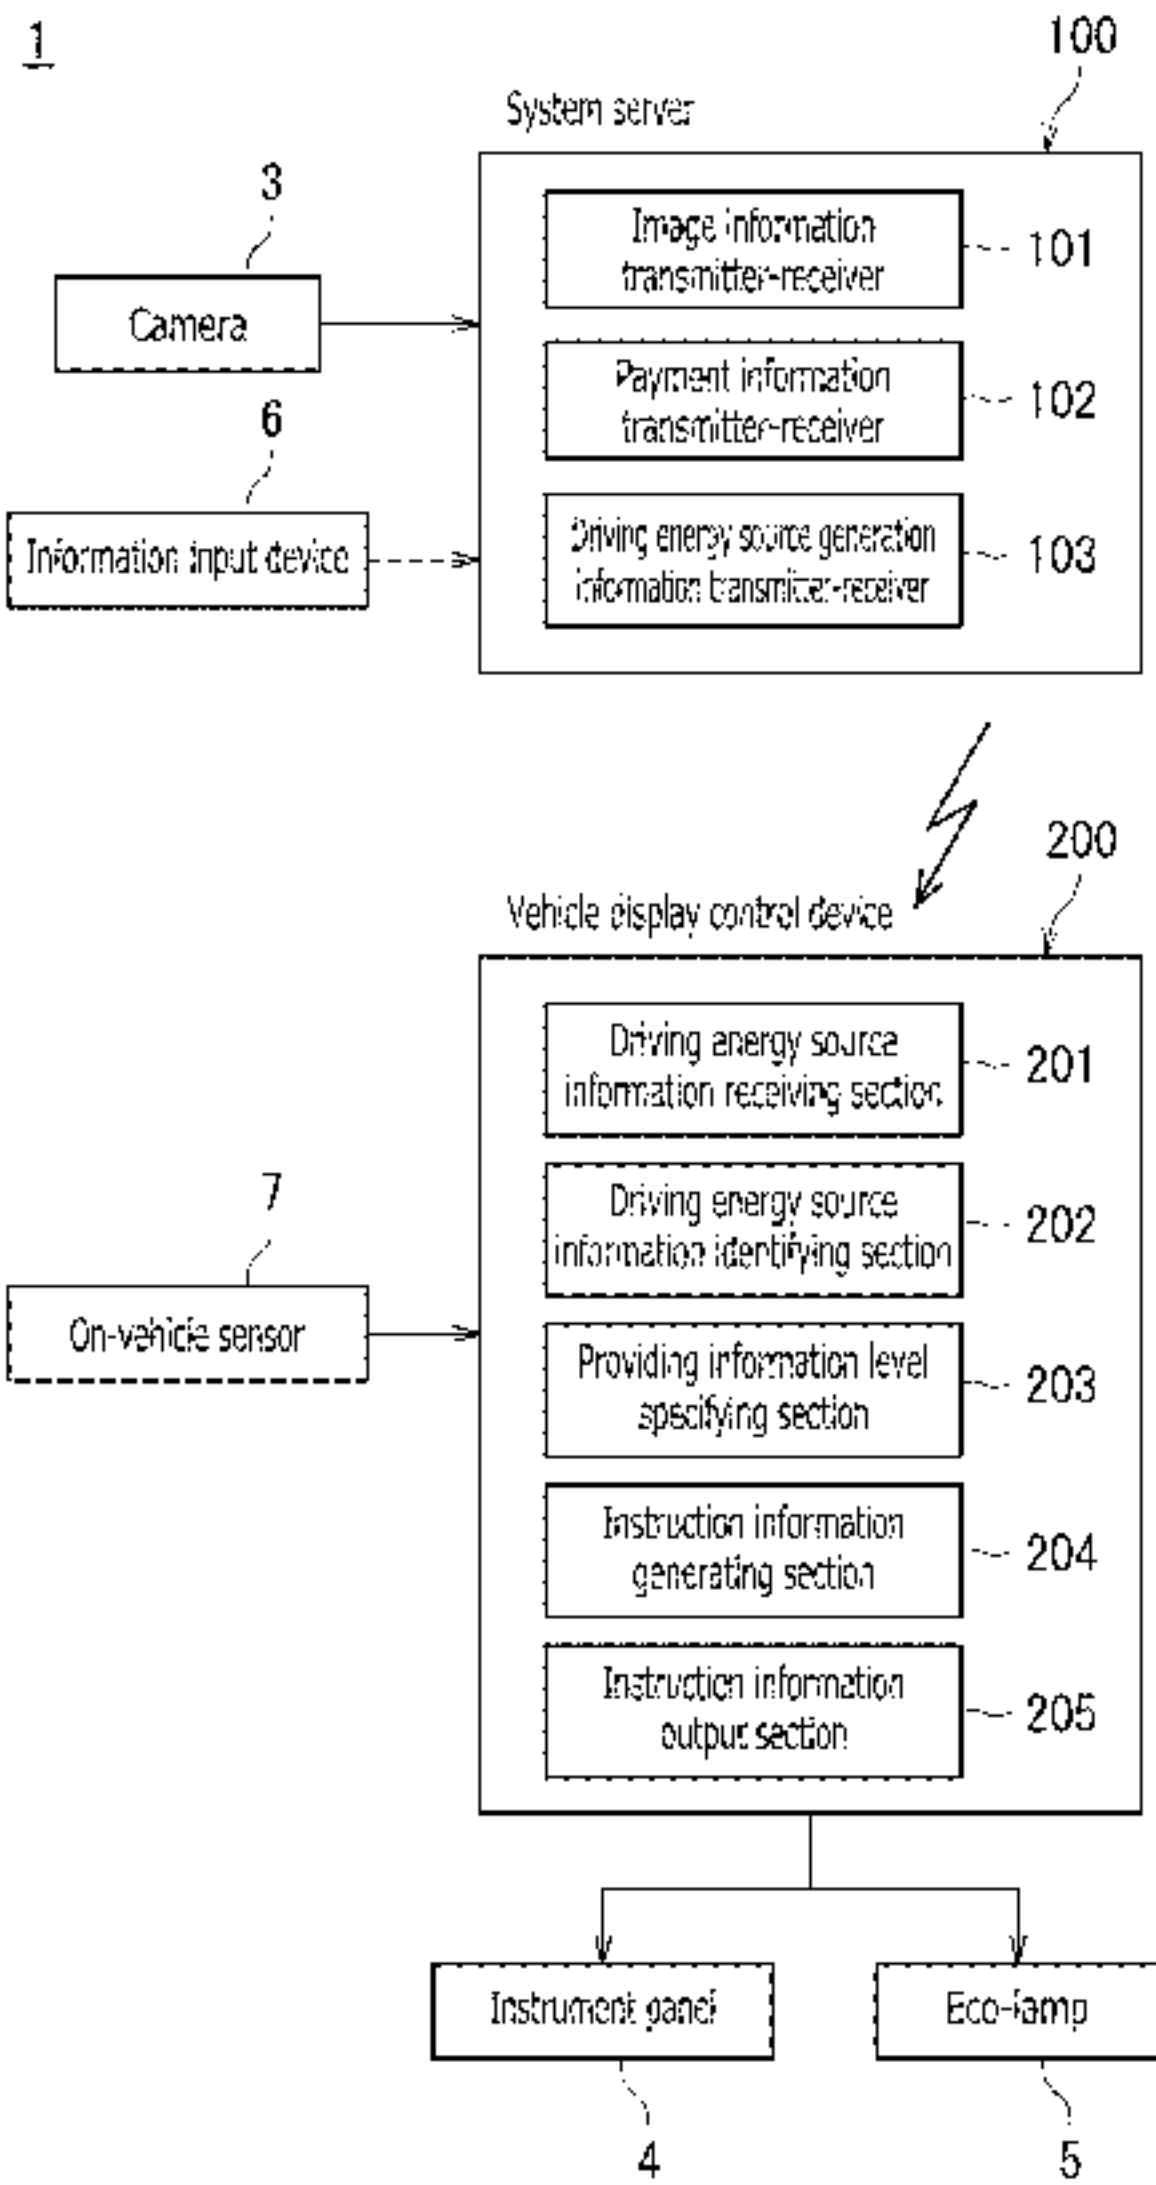 1
100
System server
3
Image information
transmitter-receiver
101
Camera
Payment information
transmitter-receiver
102
6
Information input device
Driving energy source generation
information transmitter-receiver
103
200
Vehicle display control device
Driving energy source
information receiving section
201
Driving energy source
information identifying section
202
7
On-vehicle sensor
Providing information level
specifying section
203
Instruction information
generating section
204
Instruction information
output section
205
Instrument panel
Eco-lamp
4
5